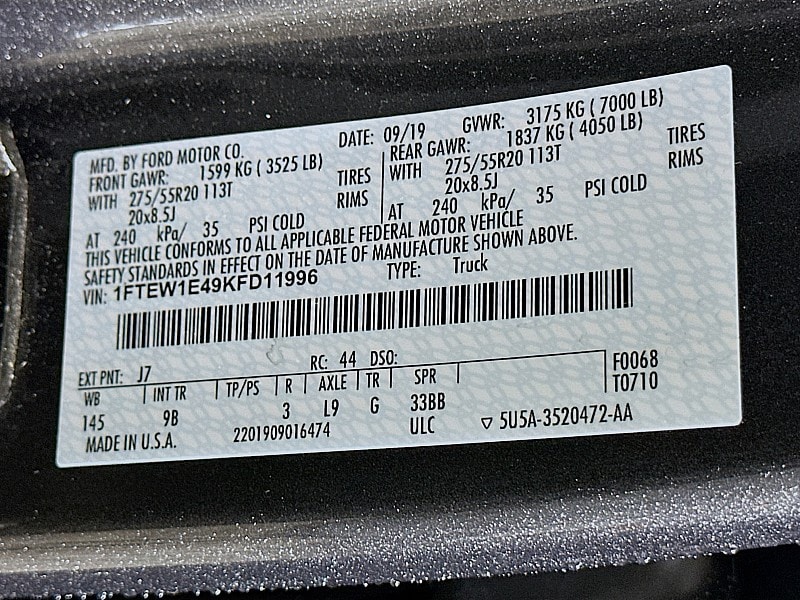 MFD. BY FORD MOTOR CO. DATE: 09/19 GVWR: 3175 KG ( 7000 LB)
FRONT GAWR: 1599 KG ( 3525 LB) REAR GAWR: 1837 KG ( 4050 LB)
WITH 275/55R20 113T TIRES WITH 275/55R20 113T TIRES
20x8.5J RIMS 20x8.5J RIMS
AT 240 kPa/ 35 PSI COLD AT 240 kPa/ 35 PSI COLD
THIS VEHICLE CONFORMS TO ALL APPLICABLE FEDERAL MOTOR VEHICLE
SAFETY STANDARDS IN EFFECT ON THE DATE OF MANUFACTURE SHOWN ABOVE.
VIN: 1FTEW1E49KFD11996 TYPE: Truck
EXT PNT: J7 RC: 44 DSO: F0068
WB INT TR TP/PS R AXLE TR SPR T0710
145 9B 3 L9 G 33BB
MADE IN U.S.A. 2201909016474 ULC ▽ 5U5A-3520472-AA